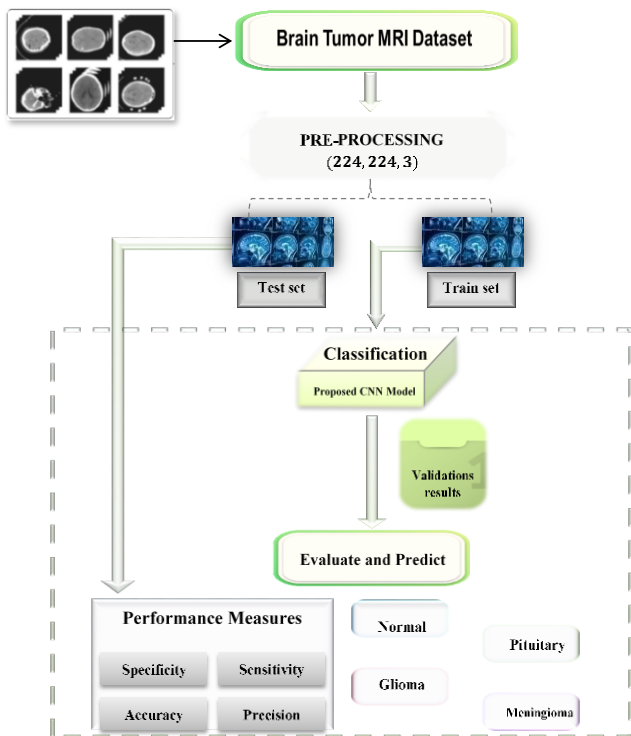 Brain Tumor MRI Dataset
PRE-PROCESSING
(224, 224, 3)
Test set
Train set
Classification
Proposed CNN Model
Validations
results
Evaluate and Predict
Performance Measures
Specificity
Sensitivity
Accuracy
Precision
Normal
Pituitary
Glioma
Meningioma